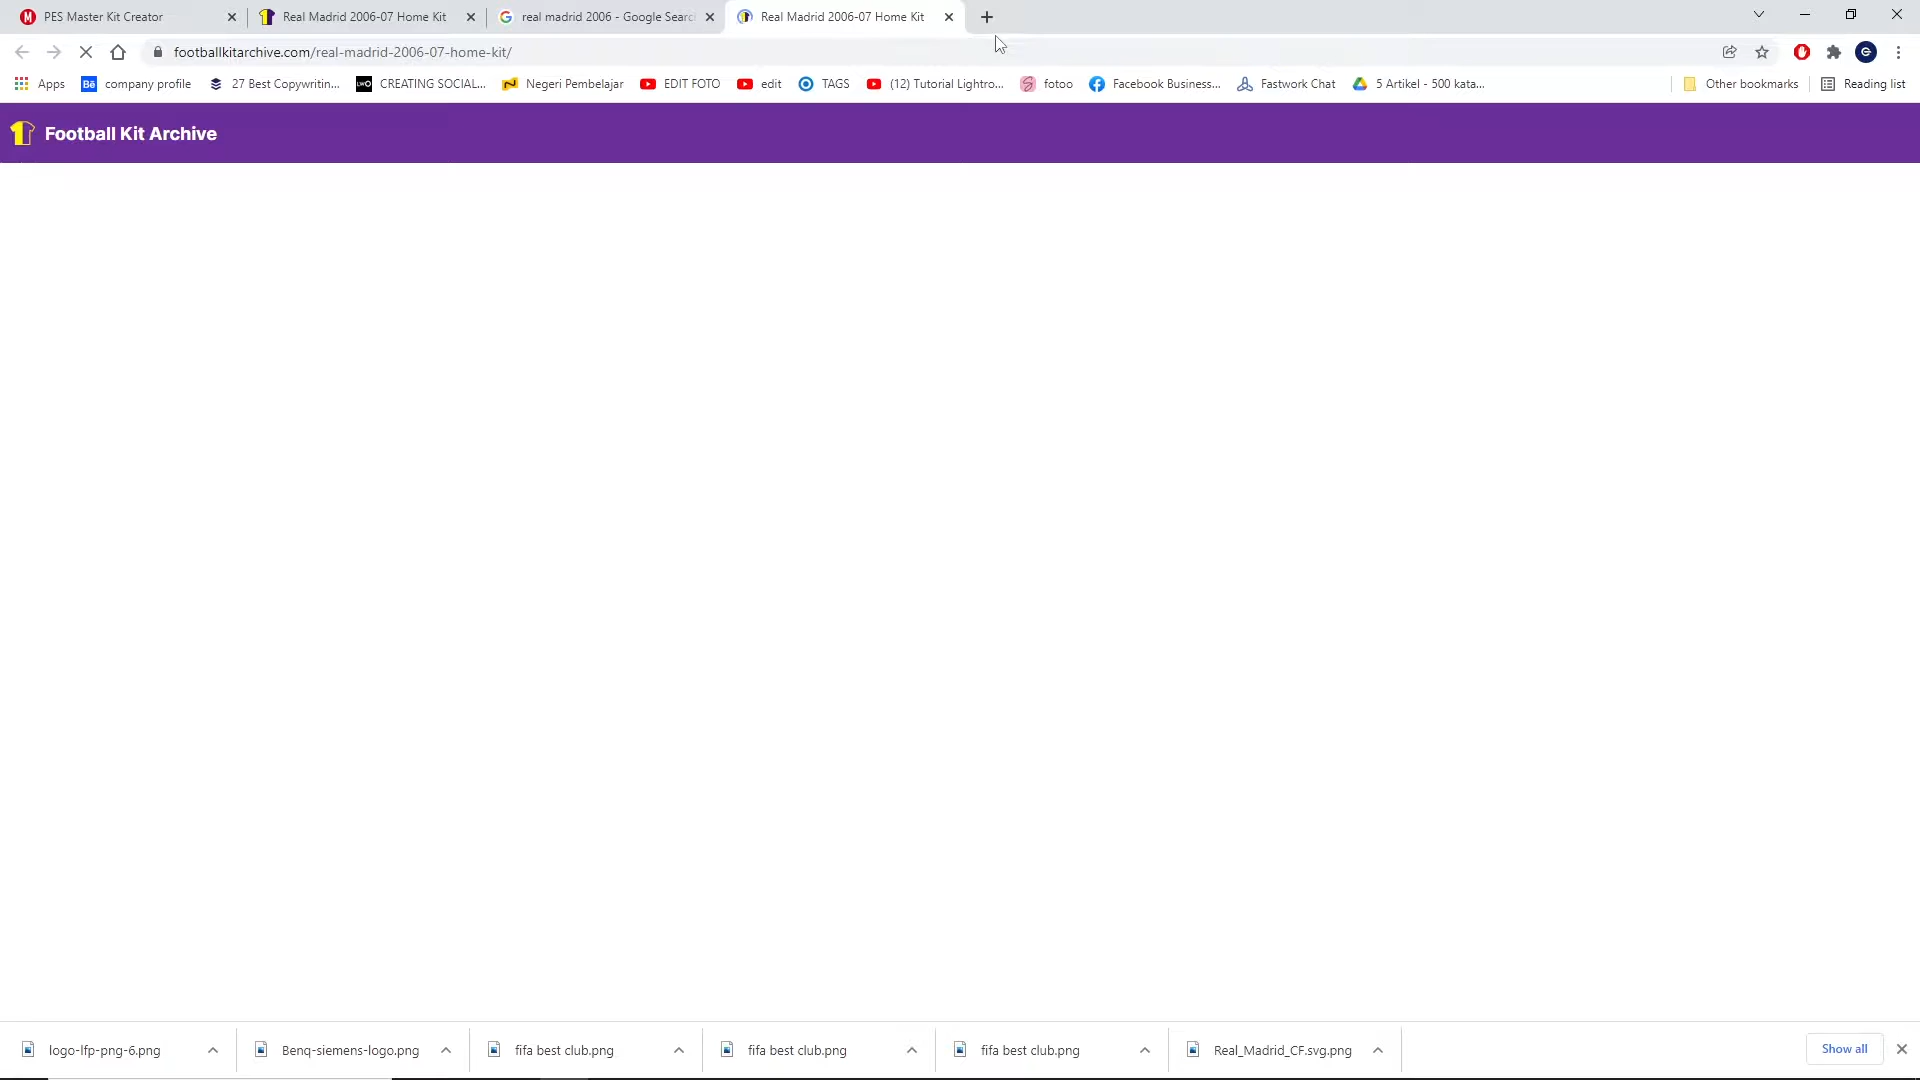 PES Master Kit Creator
Real Madrid 2006-07 Home Kit
real madrid 2006 - Google Searc
Real Madrid 2006-07 Home Kit
footballkitarchive.com/real-madrid-2006-07-home-kit/
Apps
company profile
27 Best Copywritin...
CREATING SOCIAL...
Negeri Pembelajar
EDIT FOTO
edit
TAGS
(12) Tutorial Lightro...
fotoo
Facebook Business...
Fastwork Chat
5 Artikel - 500 kata...
Other bookmarks
Reading list
Football Kit Archive
logo-lfp-png-6.png
Benq-siemens-logo.png
fifa best club.png
fifa best club.png
fifa best club.png
Real_Madrid_CF.svg.png
Show all